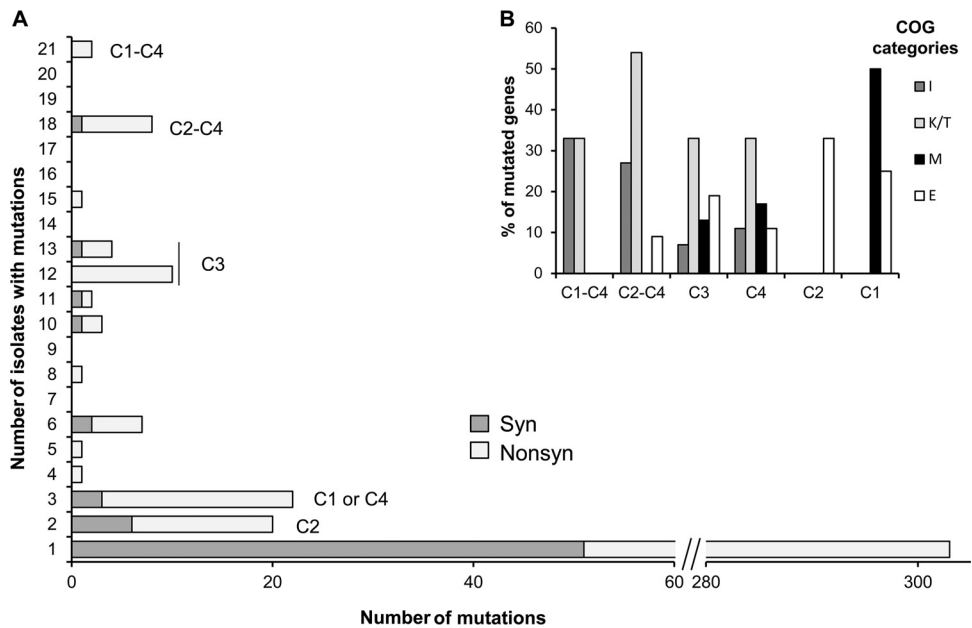 A
Number of isolates with mutations
21
20
19
18
17
16
15
14
13
12
11
10
9
8
7
6
5
4
3
2
1
C1-C4
C2-C4
C3
C1 or C4
C2
Syn
Nonsyn
0
20
40
60
280
300
Number of mutations
B
% of mutated genes
60
50
40
30
20
10
0
C1-C4
C2-C4
C3
C4
C2
C1
COG
categories
I
K/T
M
E